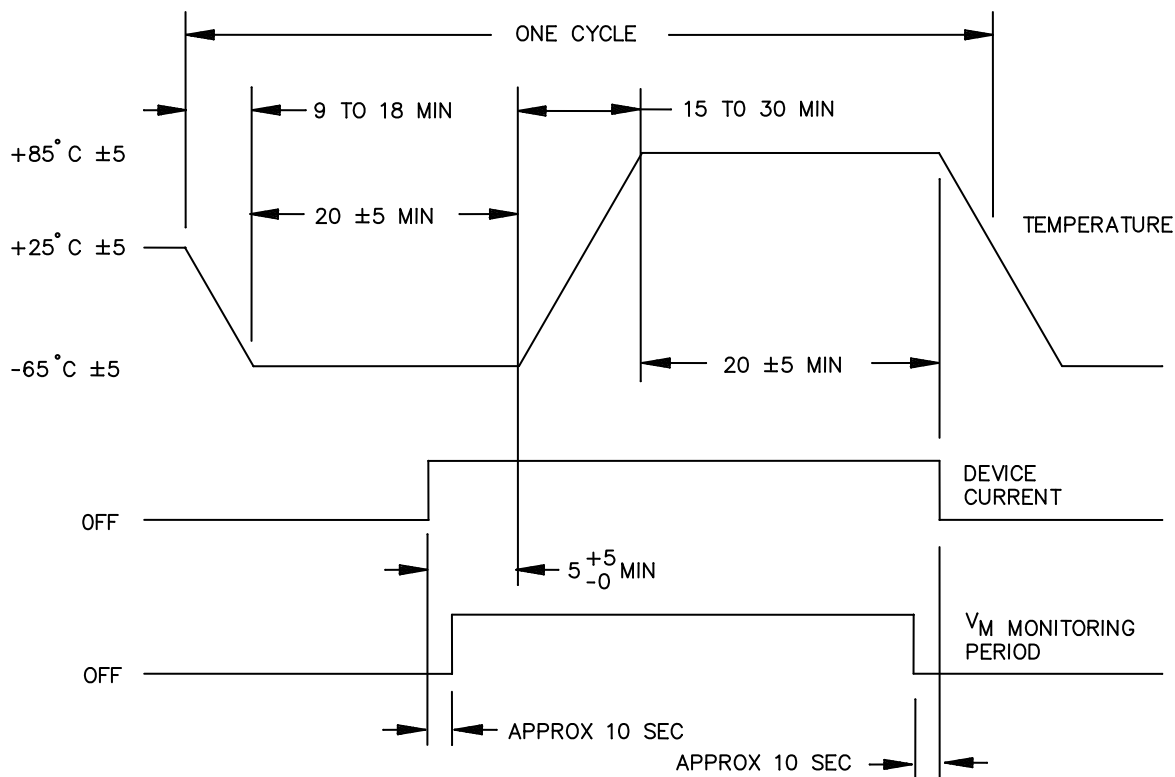 ONE CYCLE
9 TO 18 MIN
15 TO 30 MIN
+85°C ±5
20 ±5 MIN
TEMPERATURE
+25°C ±5
-65°C ±5
20 ±5 MIN
DEVICE
CURRENT
OFF
5 +5 -0 MIN
VM MONITORING
PERIOD
OFF
APPROX 10 SEC
APPROX 10 SEC